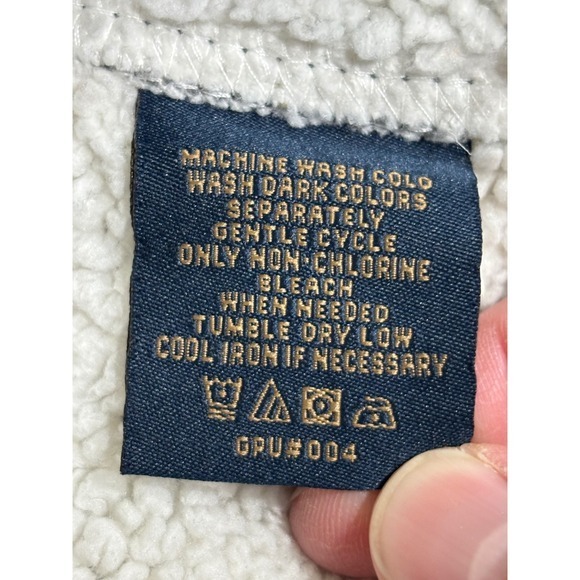 MACHINE WASH COLD
WASH DARK COLORS
SEPARATELY
GENTLE CYCLE
ONLY NON-CHLORINE
BLEACH
WHEN NEEDED
TUMBLE DRY LOW
COOL IRON IF NECESSARY
GPU#004